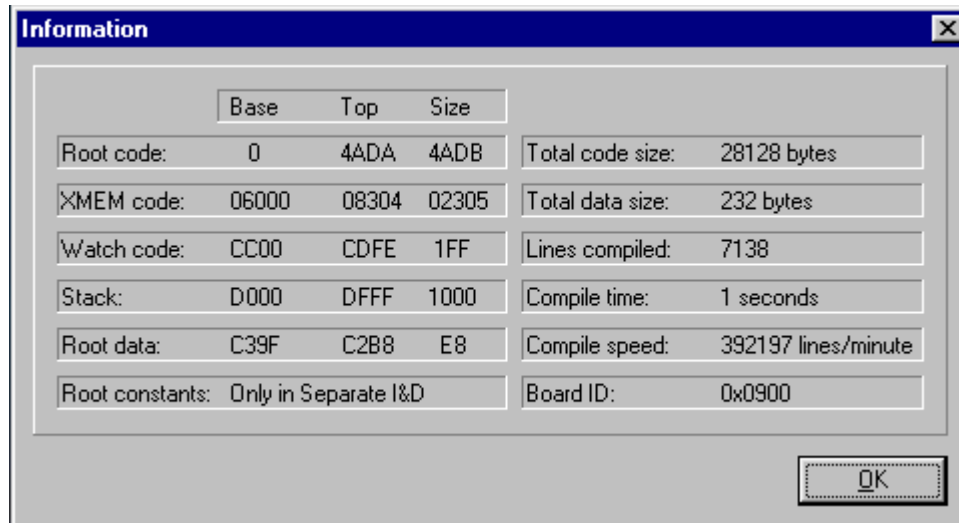 Information
Base Top Size
Root code: 0 4ADA 4ADB Total code size: 28128 bytes
XMEM code: 06000 08304 02305 Total data size: 232 bytes
Watch code: CC00 CDFE 1FF Lines compiled: 7138
Stack: D000 DFFF 1000 Compile time: 1 seconds
Root data: C39F C2B8 E8 Compile speed: 392197 lines/minute
Root constants: Only in Separate I&D Board ID: 0x0900
OK